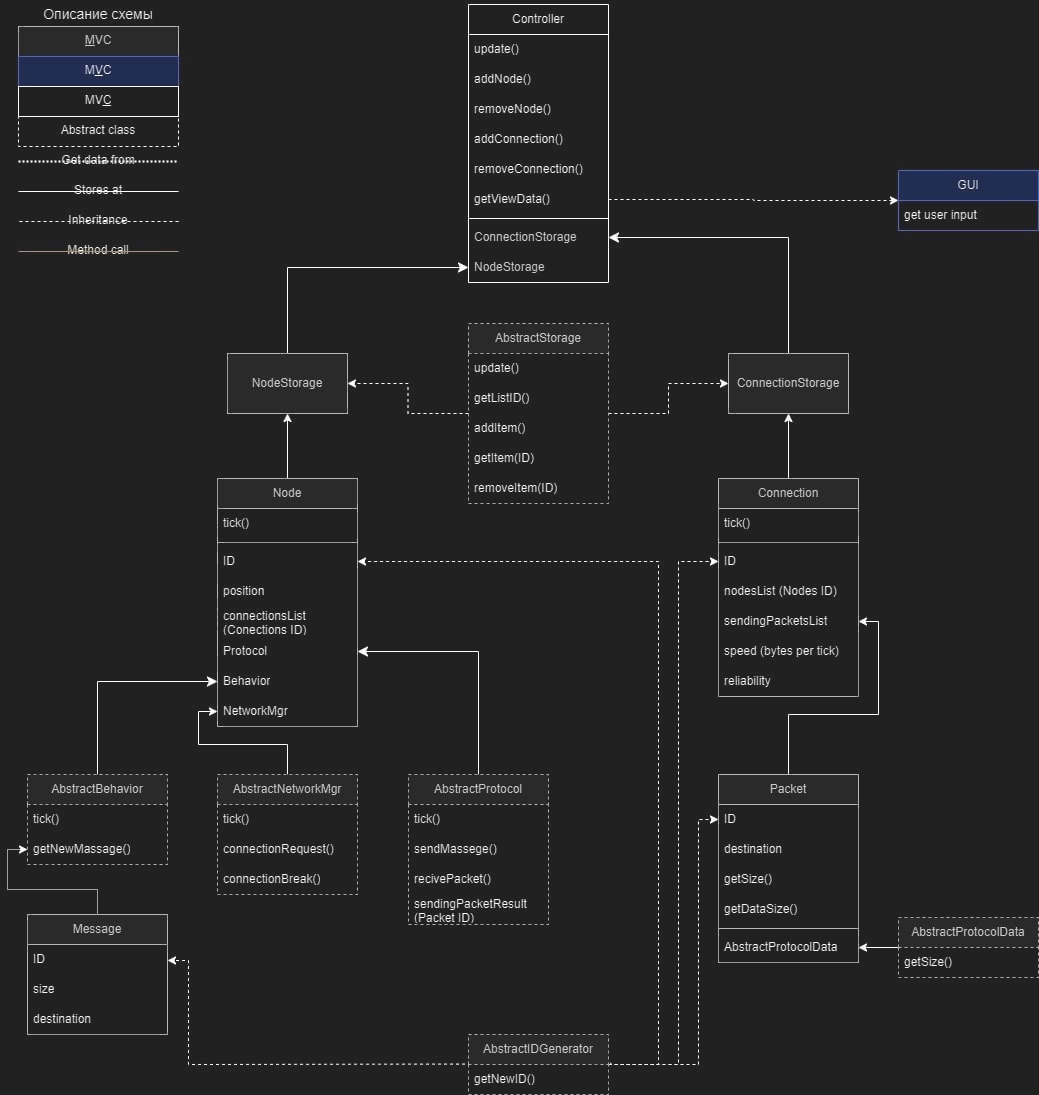 Описание схемы
MVC
MVC
MVC
Abstract class
Get data from
Stores at
Inheritance
Method call
Controller
update()
addNode()
removeNode()
addConnection()
removeConnection()
getViewData()
ConnectionStorage
NodeStorage
GUI
get user input
NodeStorage
AbstractStorage
update()
getListID()
addItem()
getItem(ID)
removeItem(ID)
ConnectionStorage
Node
tick()
ID
position
connectionsList
(Conections ID)
Protocol
Behavior
NetworkMgr
Connection
tick()
ID
nodesList (Nodes ID)
sendingPacketsList
speed (bytes per tick)
reliability
AbstractBehavior
tick()
getNewMassage()
AbstractNetworkMgr
tick()
connectionRequest()
connectionBreak()
AbstractProtocol
tick()
sendMassege()
recivePacket()
sendingPacketResult
(Packet ID)
Packet
ID
destination
getSize()
getDataSize()
AbstractProtocolData
AbstractProtocolData
getSize()
Message
ID
size
destination
AbstractIDGenerator
getNewID()